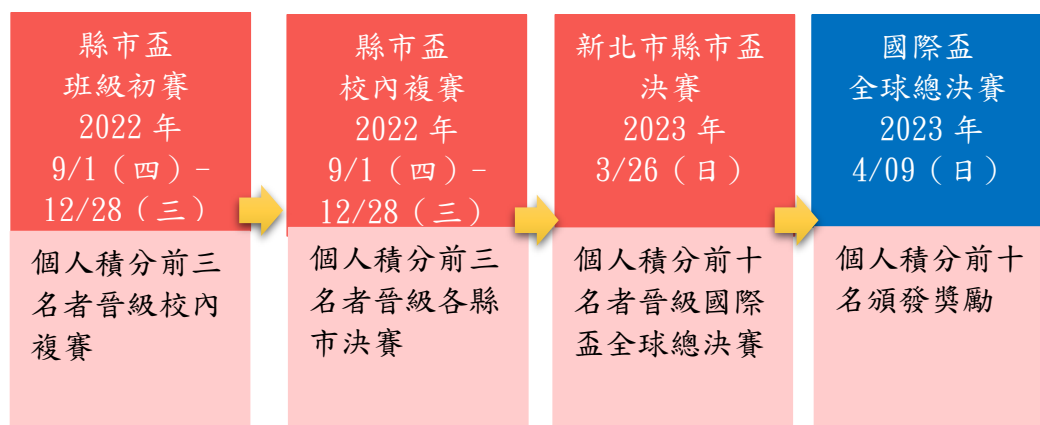 縣市盃
班級初賽
2022 年
9/1（四）-
12/28（三）
個人積分前三
名者晉級校內
複賽
縣市盃
校內複賽
2022 年
9/1（四）-
12/28（三）
個人積分前三
名者晉級各縣
市決賽
新北市縣市盃
決賽
2023 年
3/26（日）
個人積分前十
名者晉級國際
盃全球總決賽
國際盃
全球總決賽
2023 年
4/09（日）
個人積分前十
名頒發獎勵